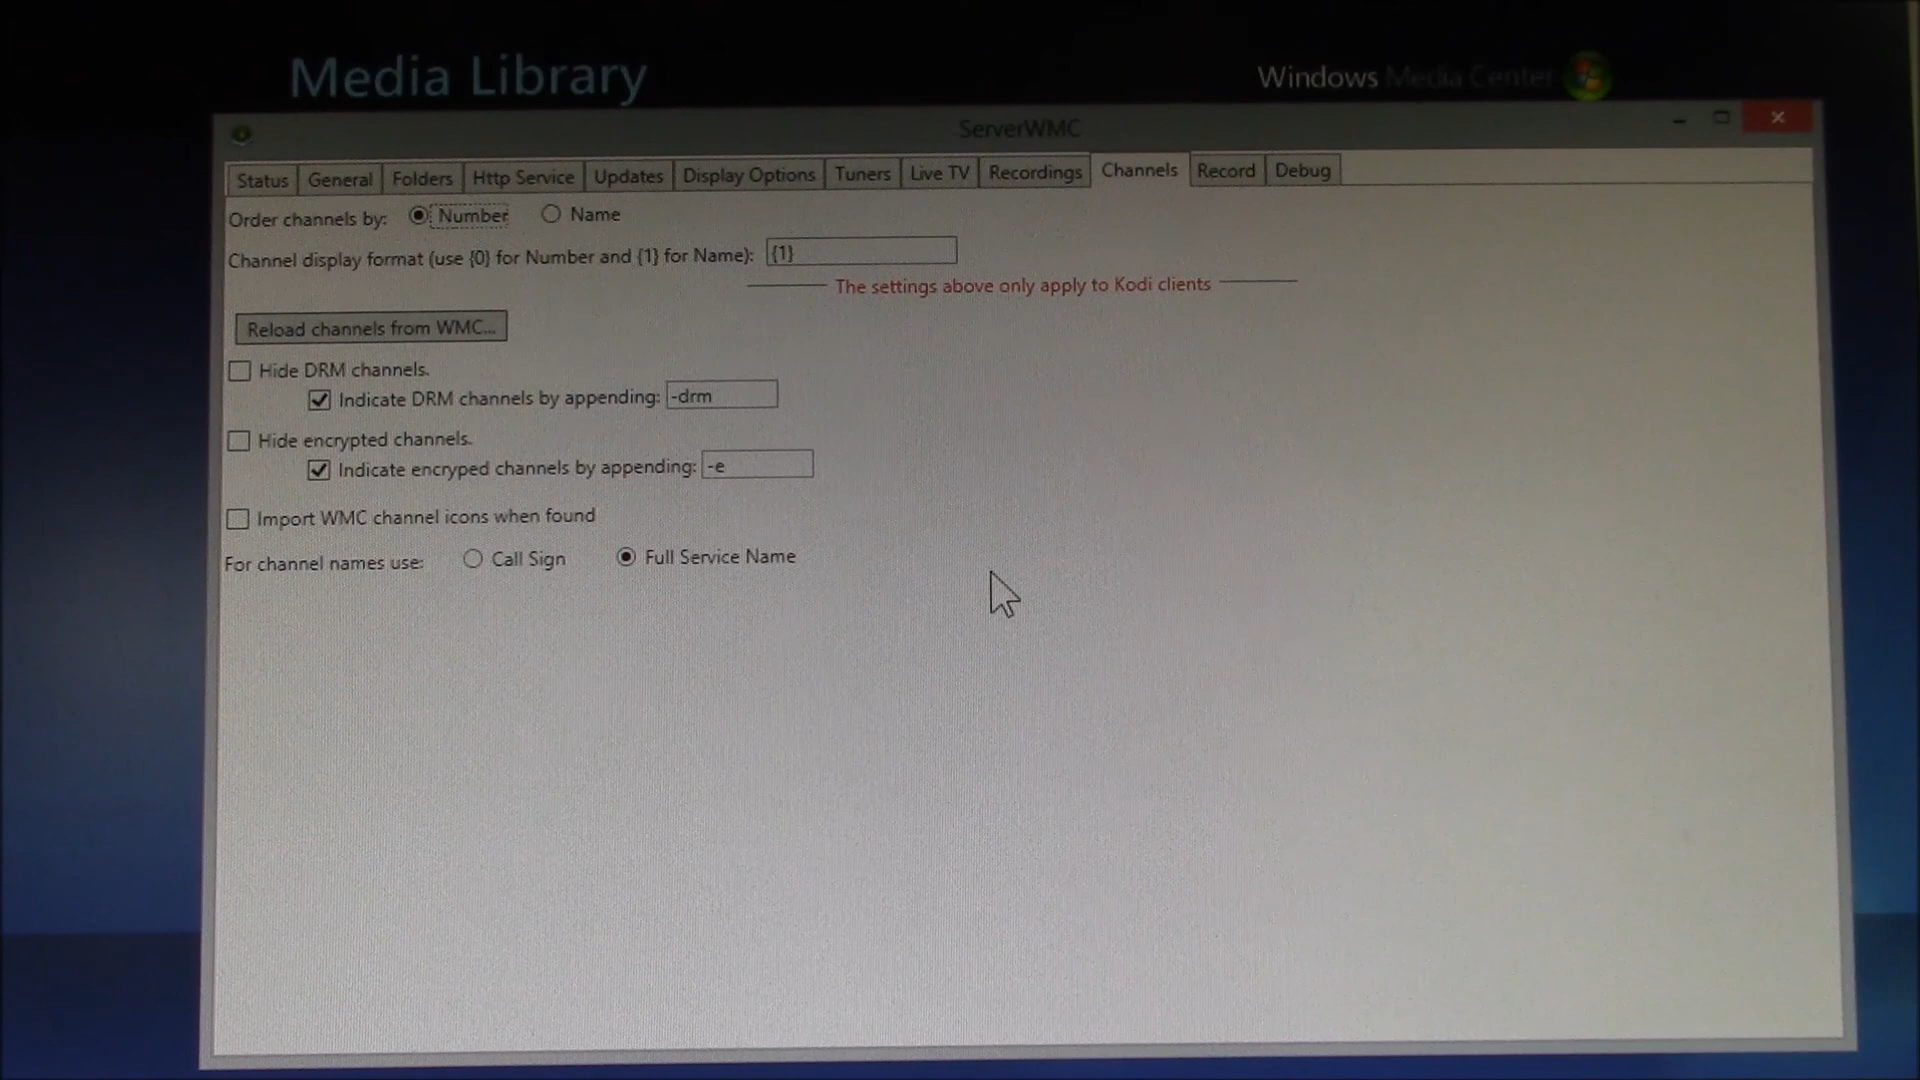 Media Library
Windows Media Center
ServerWMC
Status General Folders Http Service Updates Display Options Tuners Live TV Recordings Channels Record Debug
Order channels by: Number Name
Channel display format (use {0} for Number and {1} for Name): {1}
The settings above only apply to Kodi clients
Reload channels from WMC...
Hide DRM channels.
Indicate DRM channels by appending: -drm
Hide encrypted channels.
Indicate encryped channels by appending: -e
Import WMC channel icons when found
For channel names use: Call Sign Full Service Name